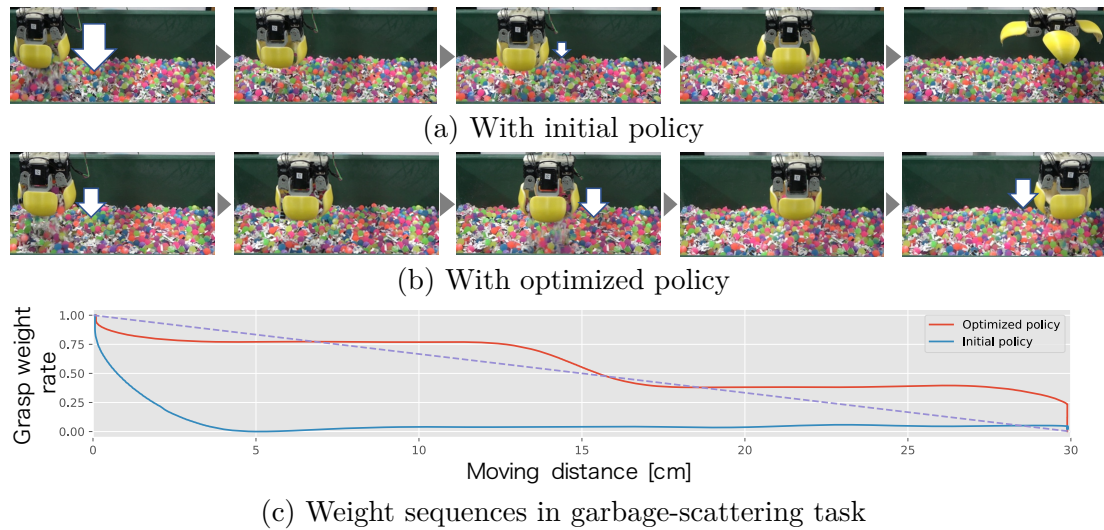 (a) With initial policy
(b) With optimized policy
1.00
0.75
0.50
0.25
0.00
Grasp weight
rate
Optimized policy
Initial policy
0
5
10
15
20
25
30
Moving distance [cm]
(c) Weight sequences in garbage-scattering task